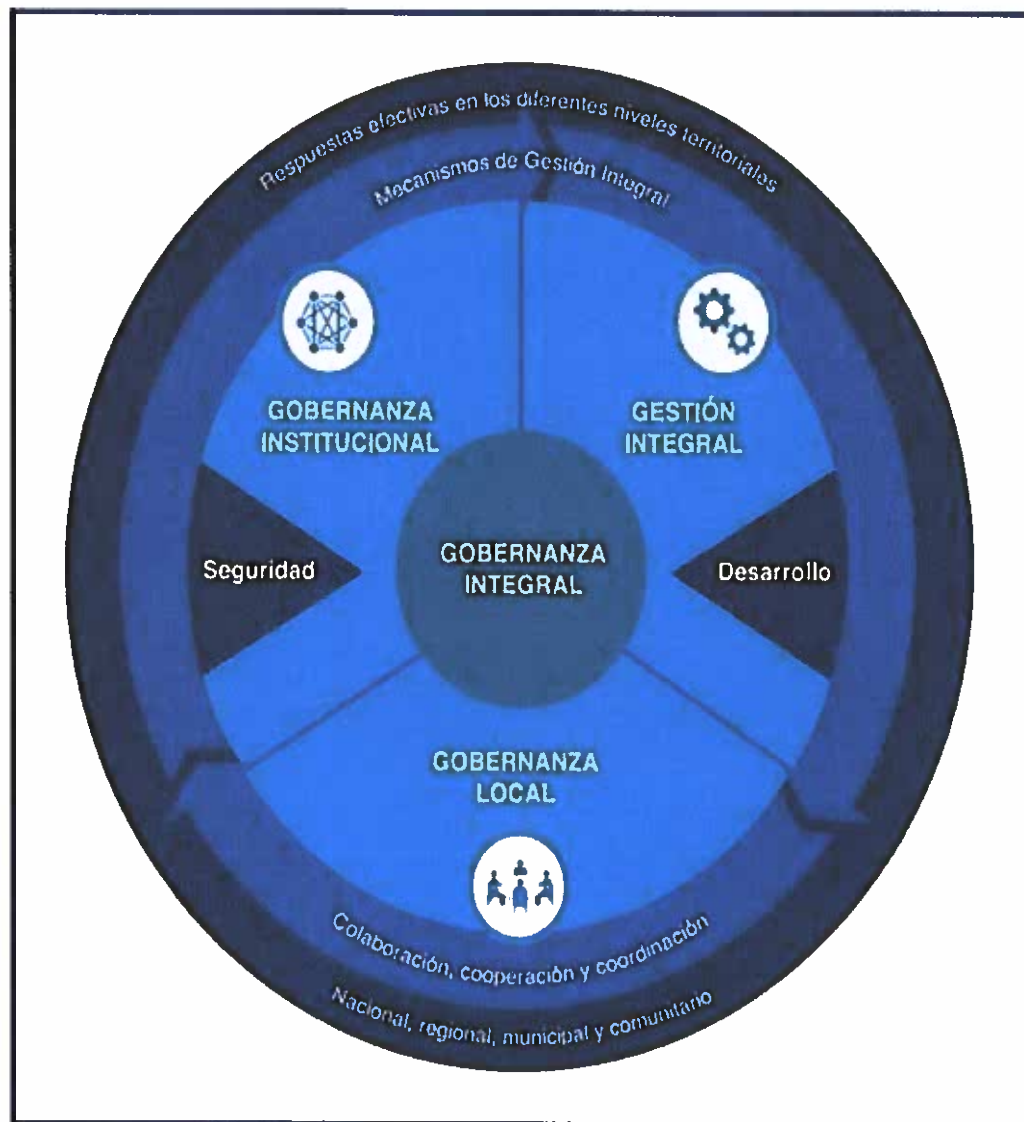 Respuestas efectivas en los diferentes niveles territoriales
Mecanismos de Gestión Integral
GOBERNANZA
INSTITUCIONAL
GESTIÓN
INTEGRAL
Seguridad
GOBERNANZA
INTEGRAL
Desarrollo
GOBERNANZA
LOCAL
Colaboración, cooperación y coordinación
Nacional, regional, municipal y comunitario